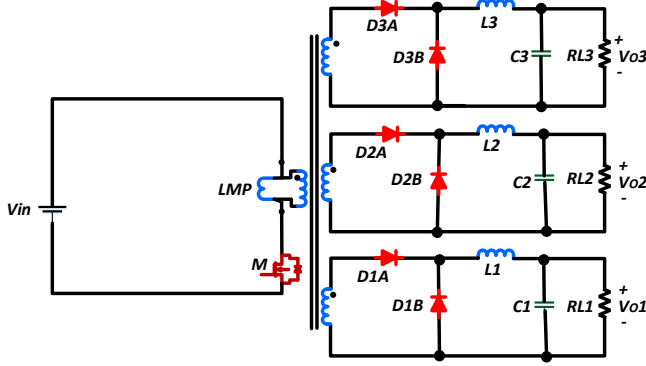 D3A
L3
D3B
C3
RL3
+
Vo3
-
D2A
L2
LMP
D2B
C2
RL2
+
Vo2
-
Vin
M
D1A
L1
D1B
C1
RL1
+
Vo1
-